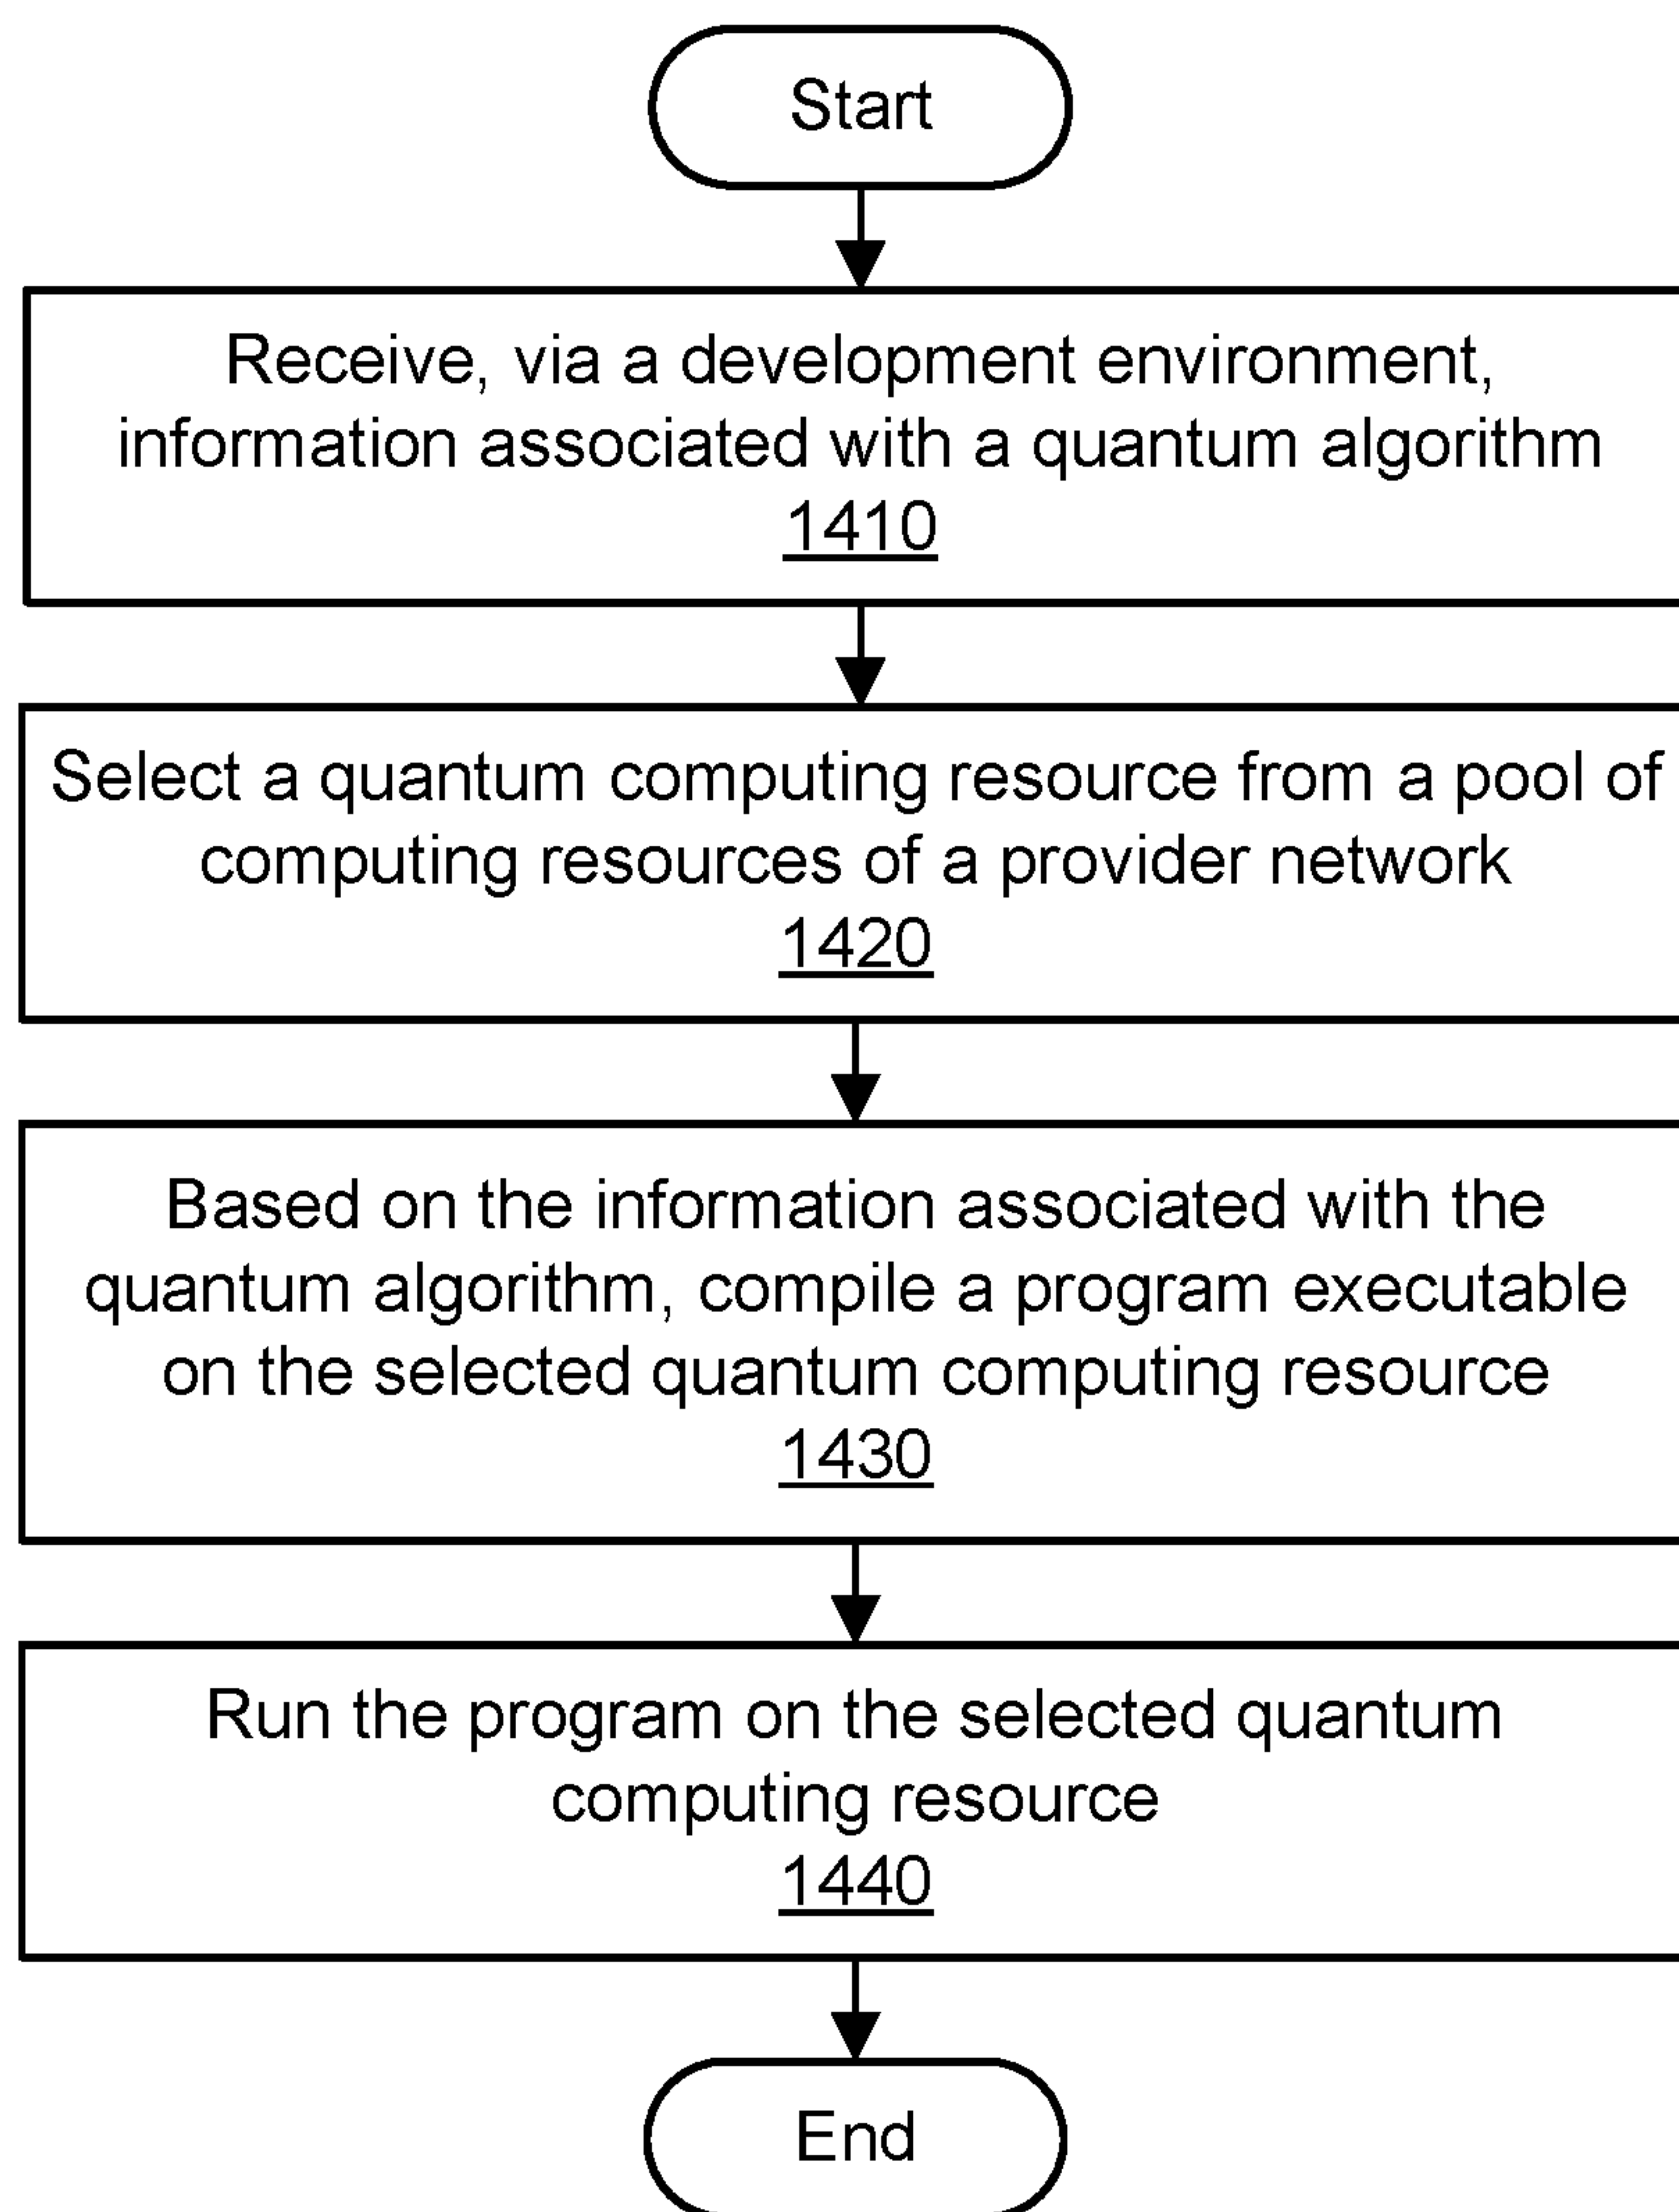 Start
Receive, via a development environment,
information associated with a quantum algorithm
1410
Select a quantum computing resource from a pool of
computing resources of a provider network
1420
Based on the information associated with the
quantum algorithm, compile a program executable
on the selected quantum computing resource
1430
Run the program on the selected quantum
computing resource
1440
End